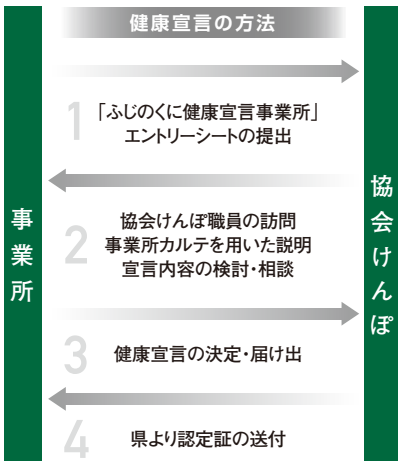 健康宣言の方法
事業所
協会けんぽ
1
「ふじのくに健康宣言事業所」
エントリーシートの提出
2
協会けんぽ職員の訪問
事業所カルテを用いた説明
宣言内容の検討・相談
3
健康宣言の決定・届け出
4
県より認定証の送付